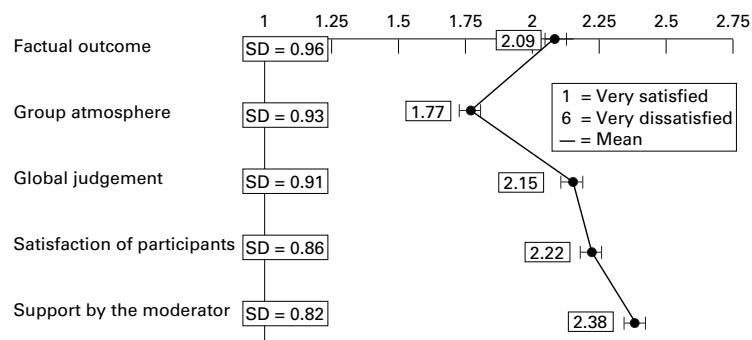 1 1.25 1.5 1.75 2 2.25 2.5 2.75
Factual outcome SD = 0.96 2.09
1 = Very satisfied
6 = Very dissatisfied
— = Mean
Group atmosphere SD = 0.93 1.77
Global judgement SD = 0.91 2.15
Satisfaction of participants SD = 0.86 2.22
Support by the moderator SD = 0.82 2.38